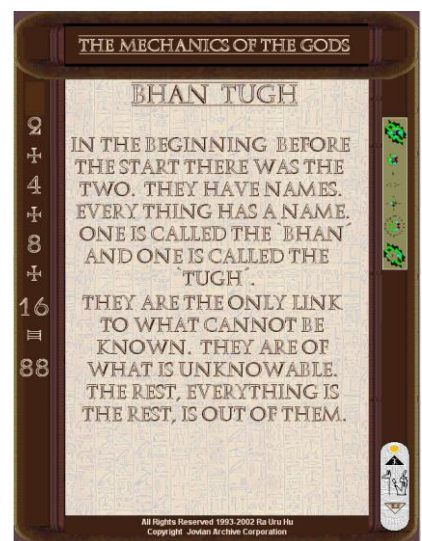 THE MECHANICS OF THE GODS
BHAN TUGH
IN THE BEGINNING BEFORE
THE START THERE WAS THE
TWO. THEY HAVE NAMES.
EVERY THING HAS A NAME.
ONE IS CALLED THE `BHAN´
AND ONE IS CALLED THE
`TUGH´.
THEY ARE THE ONLY LINK
TO WHAT CANNOT BE
KNOWN. THEY ARE OF
WHAT IS UNKNOWABLE.
THE REST, EVERYTHING IS
THE REST, IS OUT OF THEM.
2
+
4
+
8
+
16
=
88
All Rights Reserved 1993-2002 Ra Uru Hu
Copyright Jovian Archive Corporation